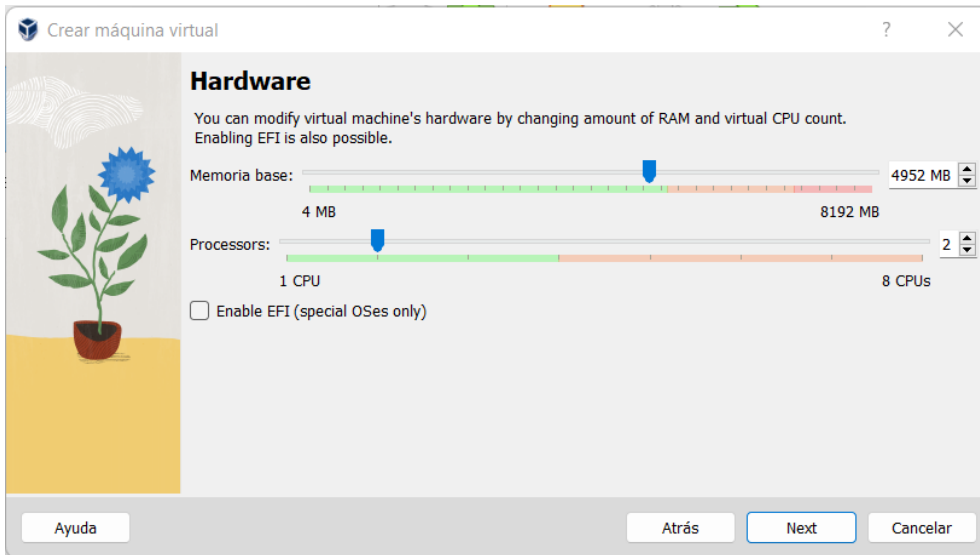 Crear máquina virtual
?
Hardware
You can modify virtual machine's hardware by changing amount of RAM and virtual CPU count.
Enabling EFI is also possible.
Memoria base:
4952 MB
4 MB
8192 MB
Processors:
2
1 CPU
8 CPUs
Enable EFI (special OSes only)
Ayuda
Atrás
Next
Cancelar